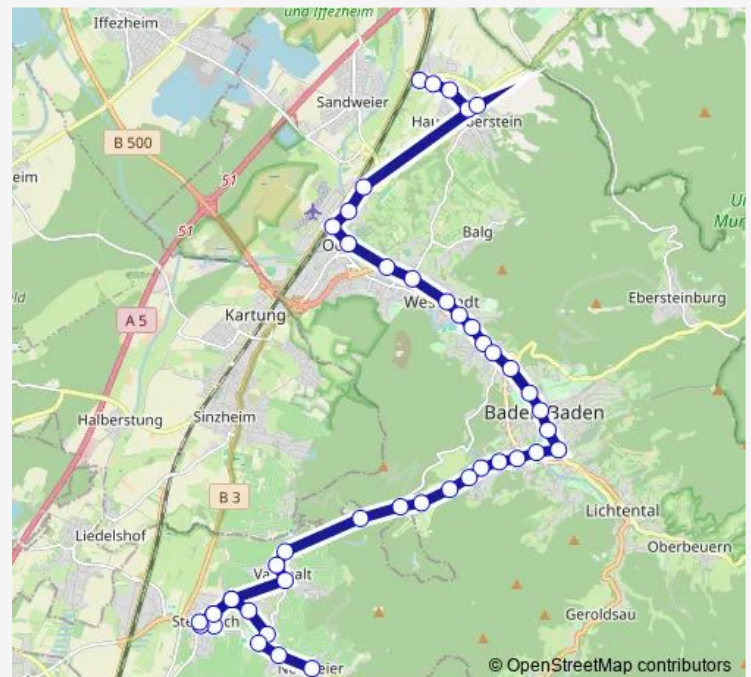 und Iffezheim
Iffezheim
Sandweier
B 500
eim
51
51
Balg
Ebersteinburg
Kartung
A 5
Halberstung
Sinzheim
Baden-Baden
B 3
Liedelshof
Lichtental
Oberbeuern
Geroldsau
© OpenStreetMap contributors